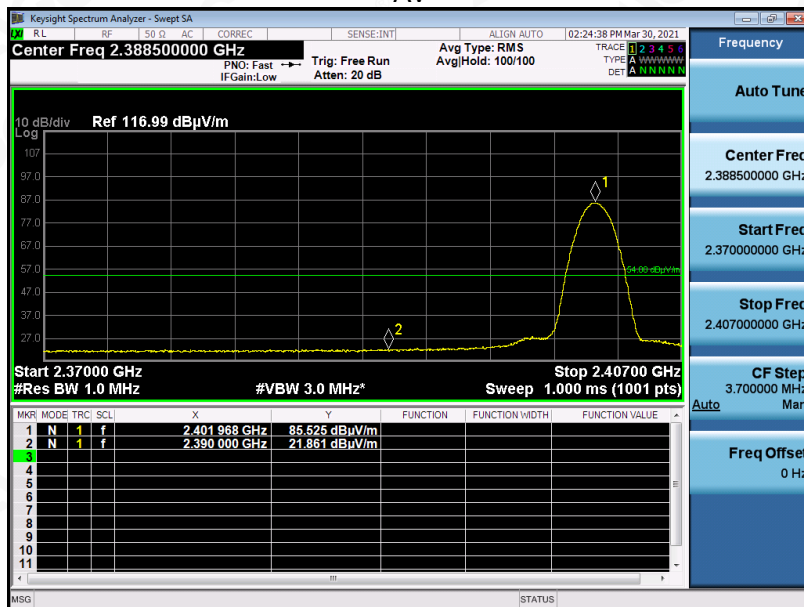 Keysight Spectrum Analyzer - Swept SA
LXI RL RF 50 Ω AC CORREC SENSE:INT ALIGN AUTO 02:24:38 PM Mar 30, 2021
Center Freq 2.388500000 GHz
PNO: Fast
IFGain:Low
Trig: Free Run
Atten: 20 dB
Avg Type: RMS
Avg|Hold: 100/100
TRACE 1 2 3 4 5 6
TYPE A WWWWW
DET A N N N N N
10 dB/div Ref 116.99 dBµV/m
Log
107
97.0
87.0
77.0
67.0
57.0
47.0
37.0
27.0
1
54.00 dBµV/m
2
Start 2.37000 GHz Stop 2.40700 GHz
#Res BW 1.0 MHz #VBW 3.0 MHz* Sweep 1.000 ms (1001 pts)
MKR MODE TRC SCL X Y FUNCTION FUNCTION WIDTH FUNCTION VALUE
1 N 1 f 2.401 968 GHz 85.525 dBµV/m
2 N 1 f 2.390 000 GHz 21.861 dBµV/m
3
4
5
6
7
8
9
10
11
MSG STATUS
Frequency
Auto Tune
Center Freq
2.388500000 GHz
Start Freq
2.370000000 GHz
Stop Freq
2.407000000 GHz
CF Step
3.700000 MHz
Auto Man
Freq Offset
0 Hz